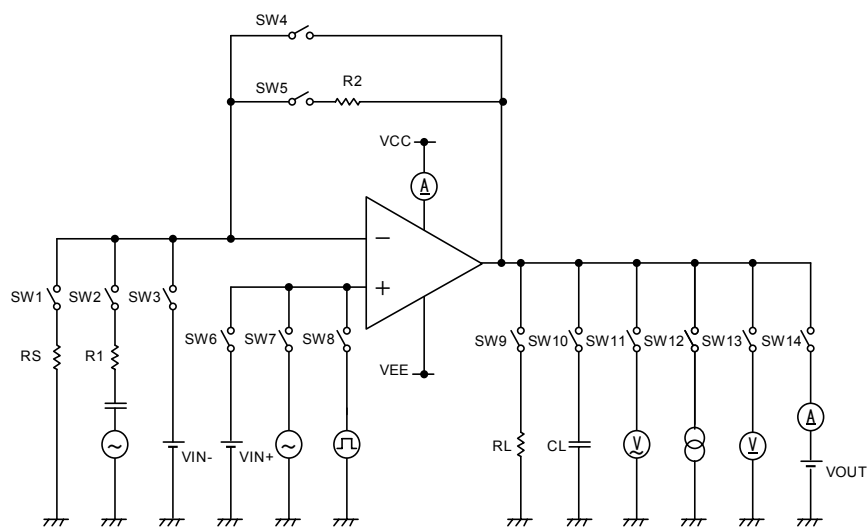 SW4
SW5
R2
VCC
A
−
+
SW1
SW2
SW3
SW6
SW7
SW8
SW9
SW10
SW11
SW12
SW13
SW14
RS
R1
VEE
VIN-
VIN+
RL
CL
V
V
A
VOUT